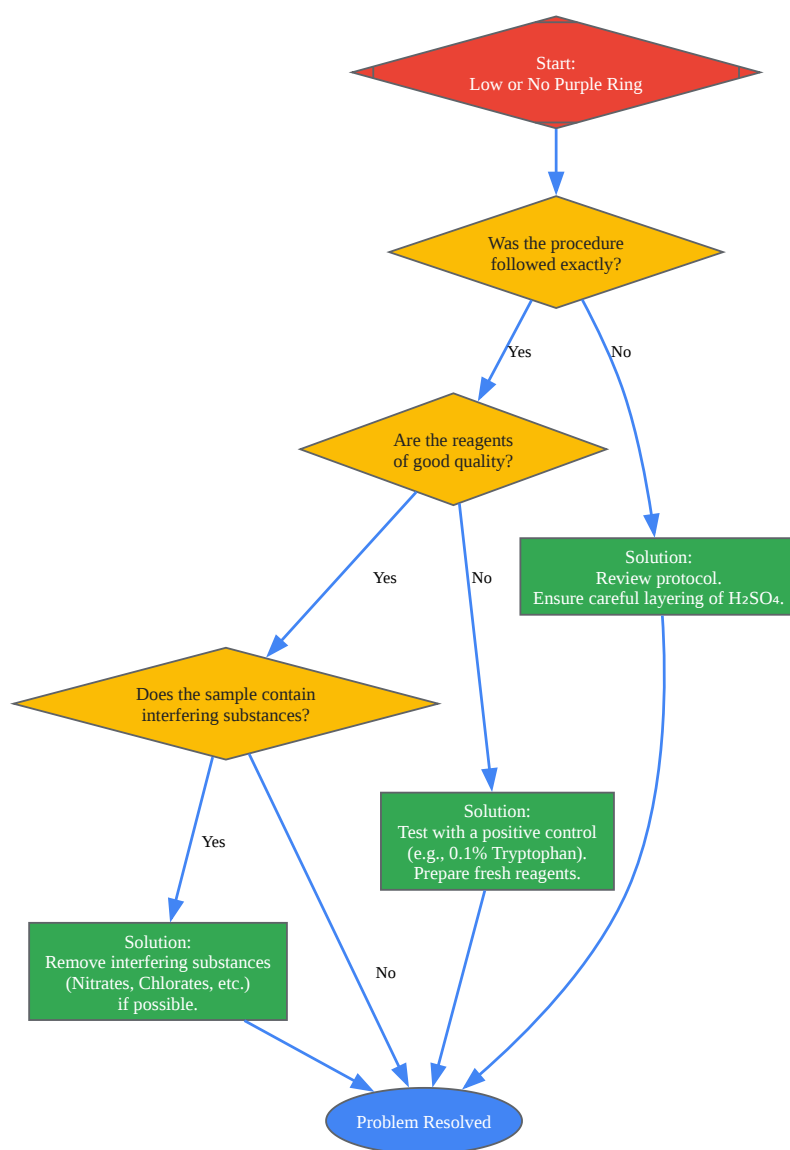 Start:
Low or No Purple Ring
Was the procedure
followed exactly?
Yes
No
Are the reagents
of good quality?
Yes
No
Solution:
Review protocol.
Ensure careful layering of H₂SO₄.
Does the sample contain
interfering substances?
Yes
No
Solution:
Test with a positive control
(e.g., 0.1% Tryptophan).
Prepare fresh reagents.
Solution:
Remove interfering substances
(Nitrates, Chlorates, etc.)
if possible.
Problem Resolved